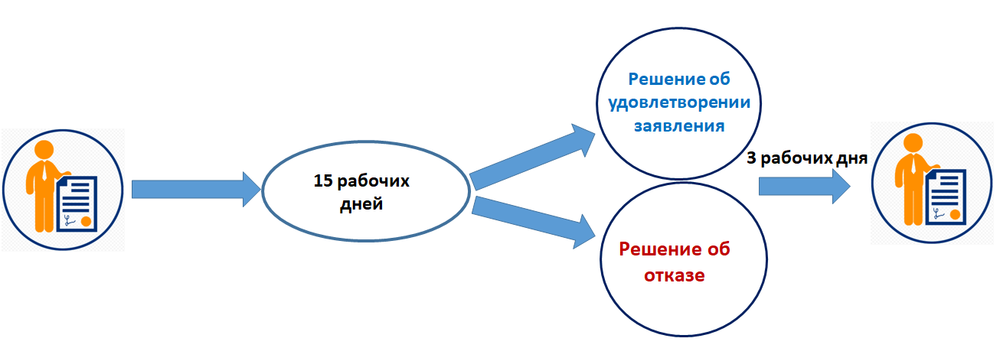 15 рабочих
дней
Решение об
удовлетворении
заявления
Решение об
отказе
3 рабочих дня